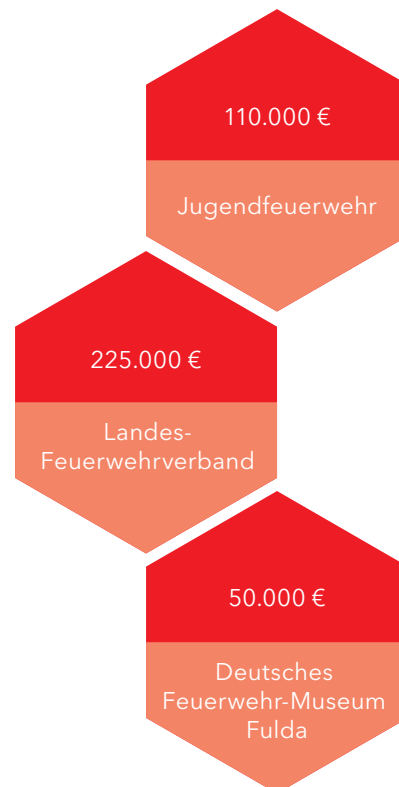 110.000 €
Jugendfeuerwehr
225.000 €
Landes-
Feuerwehrverband
50.000 €
Deutsches
Feuerwehr-Museum
Fulda